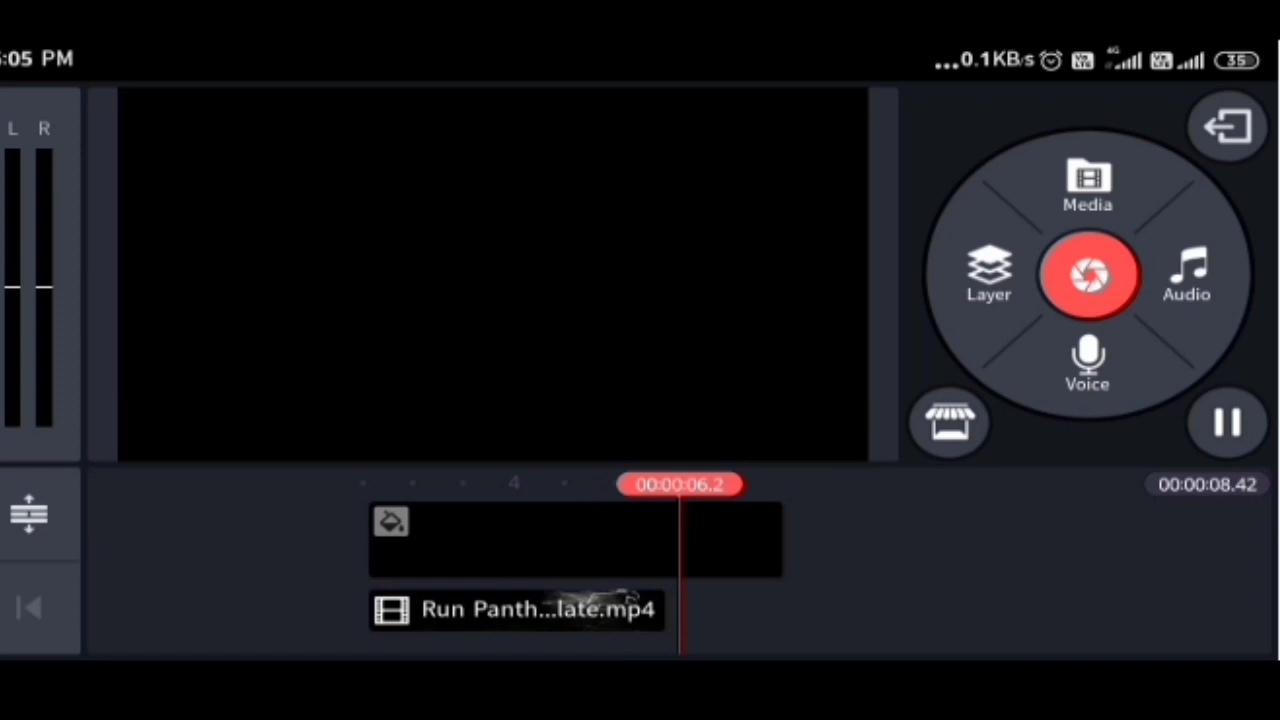 :05 PM
...0.1KB/s 4G 35
L R
Media
Layer
Audio
Voice
4
00:00:06.2
00:00:08.42
Run Panth...late.mp4